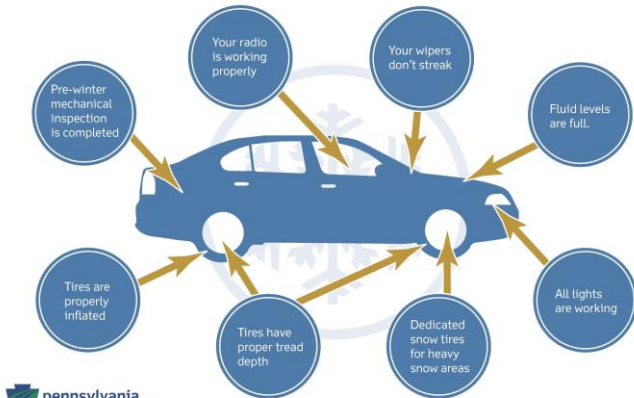 Your radio
is working
properly
Your wipers
don't streak
Pre-winter
mechanical
inspection
is completed
Fluid levels
are full.
Tires are
properly
inflated
Tires have
proper tread
depth
Dedicated
snow tires
for heavy
snow areas
All lights
are working
pennsylvania